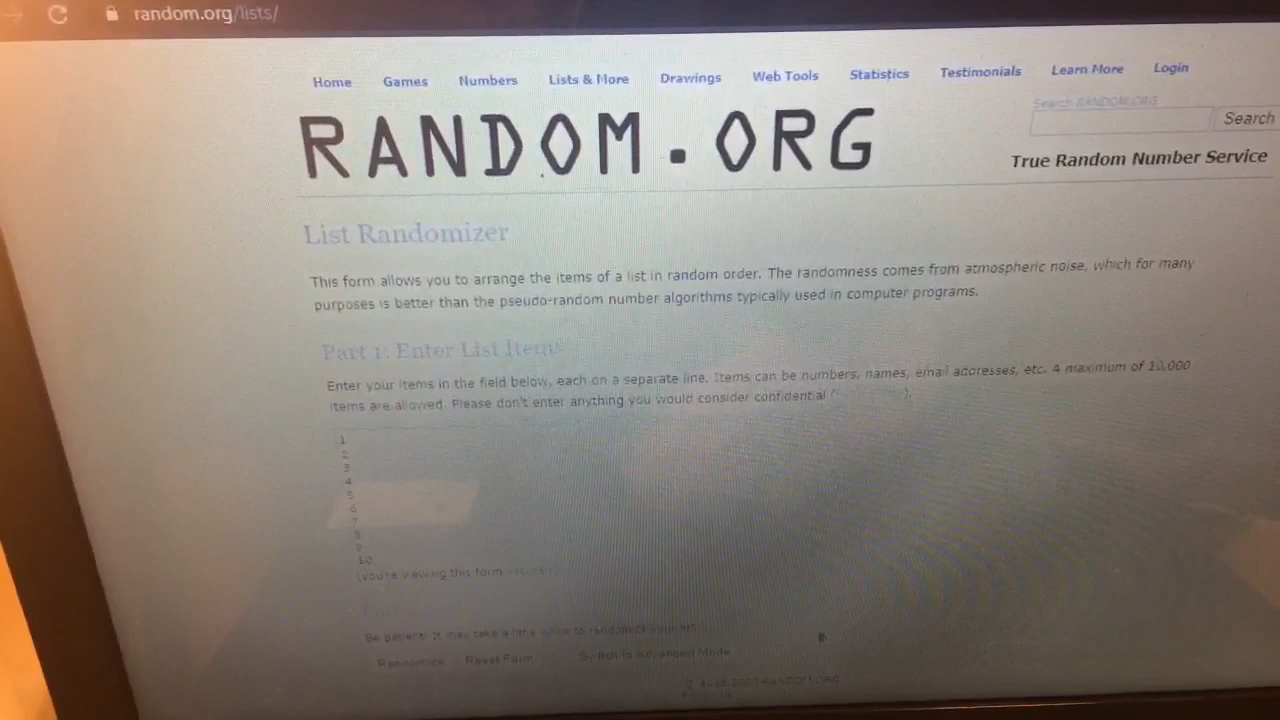 random.org/lists/
Home Games Numbers Lists & More Drawings Web Tools Statistics Testimonials Learn More Login
Search RANDOM.ORG
Search
RANDOM.ORG
True Random Number Service
List Randomizer
This form allows you to arrange the items of a list in random order. The randomness comes from atmospheric noise, which for many
purposes is better than the pseudo-random number algorithms typically used in computer programs.
Part 1: Enter List Items
Enter your items in the field below, each on a separate line. Items can be numbers, names, email addresses, etc. A maximum of 10,000
items are allowed. Please don't enter anything you would consider confidential
1
2
3
4
5
6
7
8
9
10
(you're viewing this form
Be patient! It may take a little while to randomize your list
Randomize Reset Form Switch to Advanced Mode
RANDOM.ORG